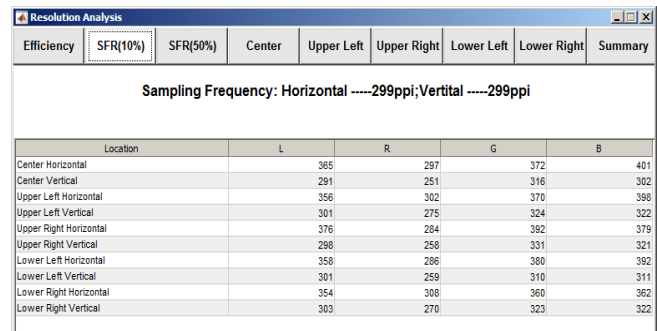 Resolution Analysis
Efficiency SFR(10%) SFR(50%) Center Upper Left Upper Right Lower Left Lower Right Summary
Sampling Frequency: Horizontal -----299ppi;Vertital -----299ppi
Location L R G B
Center Horizontal 365 297 372 401
Center Vertical 291 251 316 302
Upper Left Horizontal 356 302 370 398
Upper Left Vertical 301 275 324 322
Upper Right Horizontal 376 284 392 379
Upper Right Vertical 298 258 331 321
Lower Left Horizontal 358 286 380 392
Lower Left Vertical 301 259 310 311
Lower Right Horizontal 354 308 360 362
Lower Right Vertical 303 270 323 322